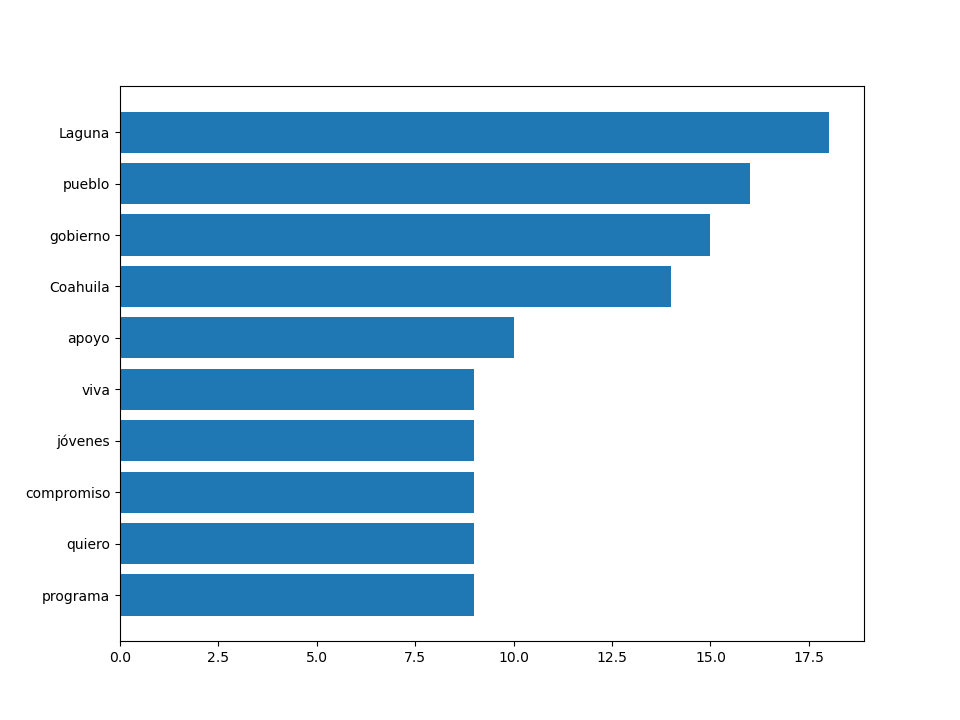 Laguna
pueblo
gobierno
Coahuila
apoyo
viva
jóvenes
compromiso
quiero
programa
0.0 2.5 5.0 7.5 10.0 12.5 15.0 17.5